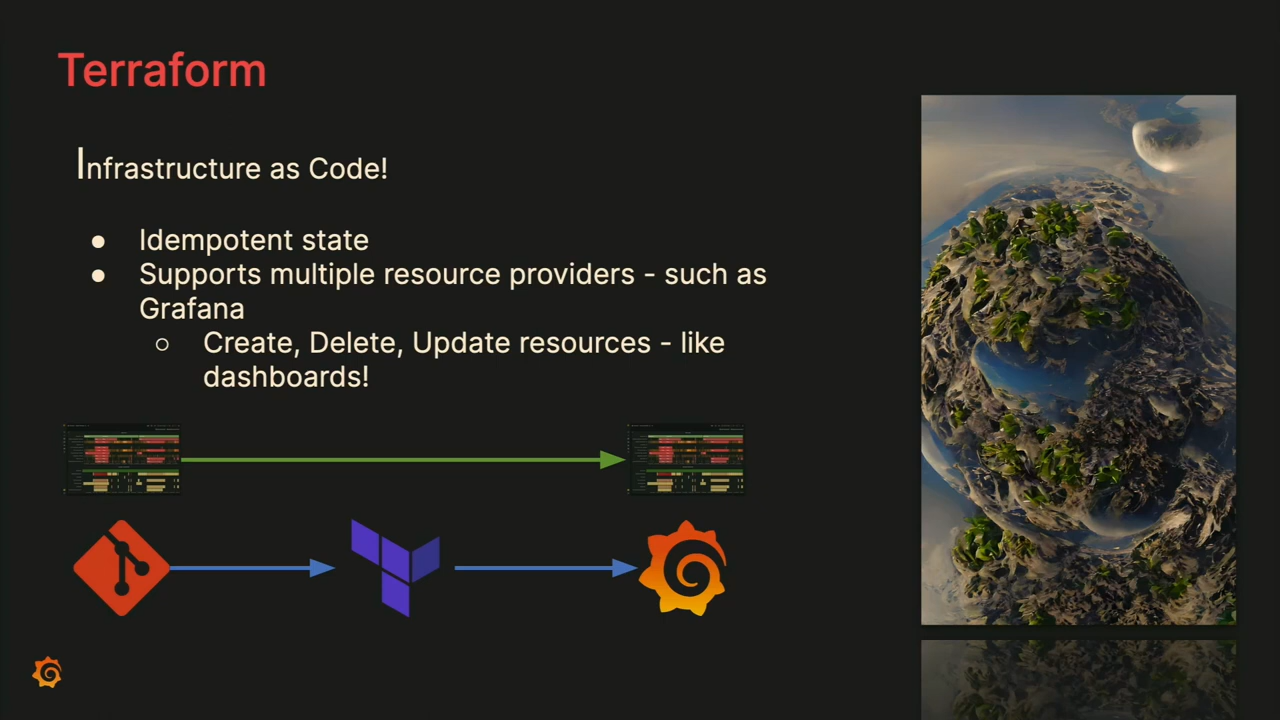 Terraform
Infrastructure as Code!
● Idempotent state
● Supports multiple resource providers - such as
Grafana
○ Create, Delete, Update resources - like
dashboards!